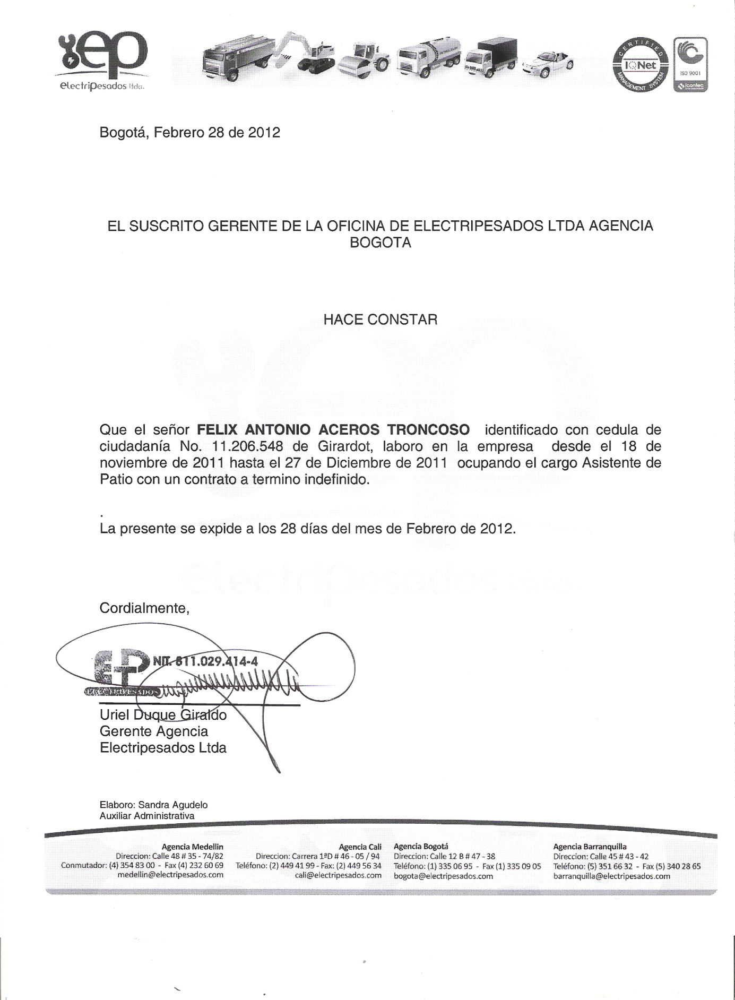 ep
electripesados ltda.
CERTIFIED
IQNet
MANAGEMENT SYSTEM
ISO 9001
icontec
Bogotá, Febrero 28 de 2012
EL SUSCRITO GERENTE DE LA OFICINA DE ELECTRIPESADOS LTDA AGENCIA
BOGOTA
HACE CONSTAR
Que el señor FELIX ANTONIO ACEROS TRONCOSO identificado con cedula de
ciudadanía No. 11.206.548 de Girardot, laboro en la empresa desde el 18 de
noviembre de 2011 hasta el 27 de Diciembre de 2011 ocupando el cargo Asistente de
Patio con un contrato a termino indefinido.
.
La presente se expide a los 28 días del mes de Febrero de 2012.
electripesados
Cordialmente,
NIT. 811.029.414-4
ELECTRIPESADOS
Uriel Duque Giraldo
Gerente Agencia
Electripesados Ltda
Elaboro: Sandra Agudelo
Auxiliar Administrativa
Agencia Medellin
Direccion: Calle 48 # 35 - 74/82
Conmutador: (4) 354 83 00 - Fax (4) 232 60 69
medellin@electripesados.com
Agencia Cali
Direccion: Carrera 1ªD # 46 - 05 / 94
Teléfono: (2) 449 41 99 - Fax: (2) 449 56 34
cali@electripesados.com
Agencia Bogotá
Direccion: Calle 12 B # 47 - 38
Teléfono: (1) 335 06 95 - Fax (1) 335 09 05
bogota@electripesados.com
Agencia Barranquilla
Direccion: Calle 45 # 43 - 42
Teléfono: (5) 351 66 32 - Fax (5) 340 28 65
barranquilla@electripesados.com